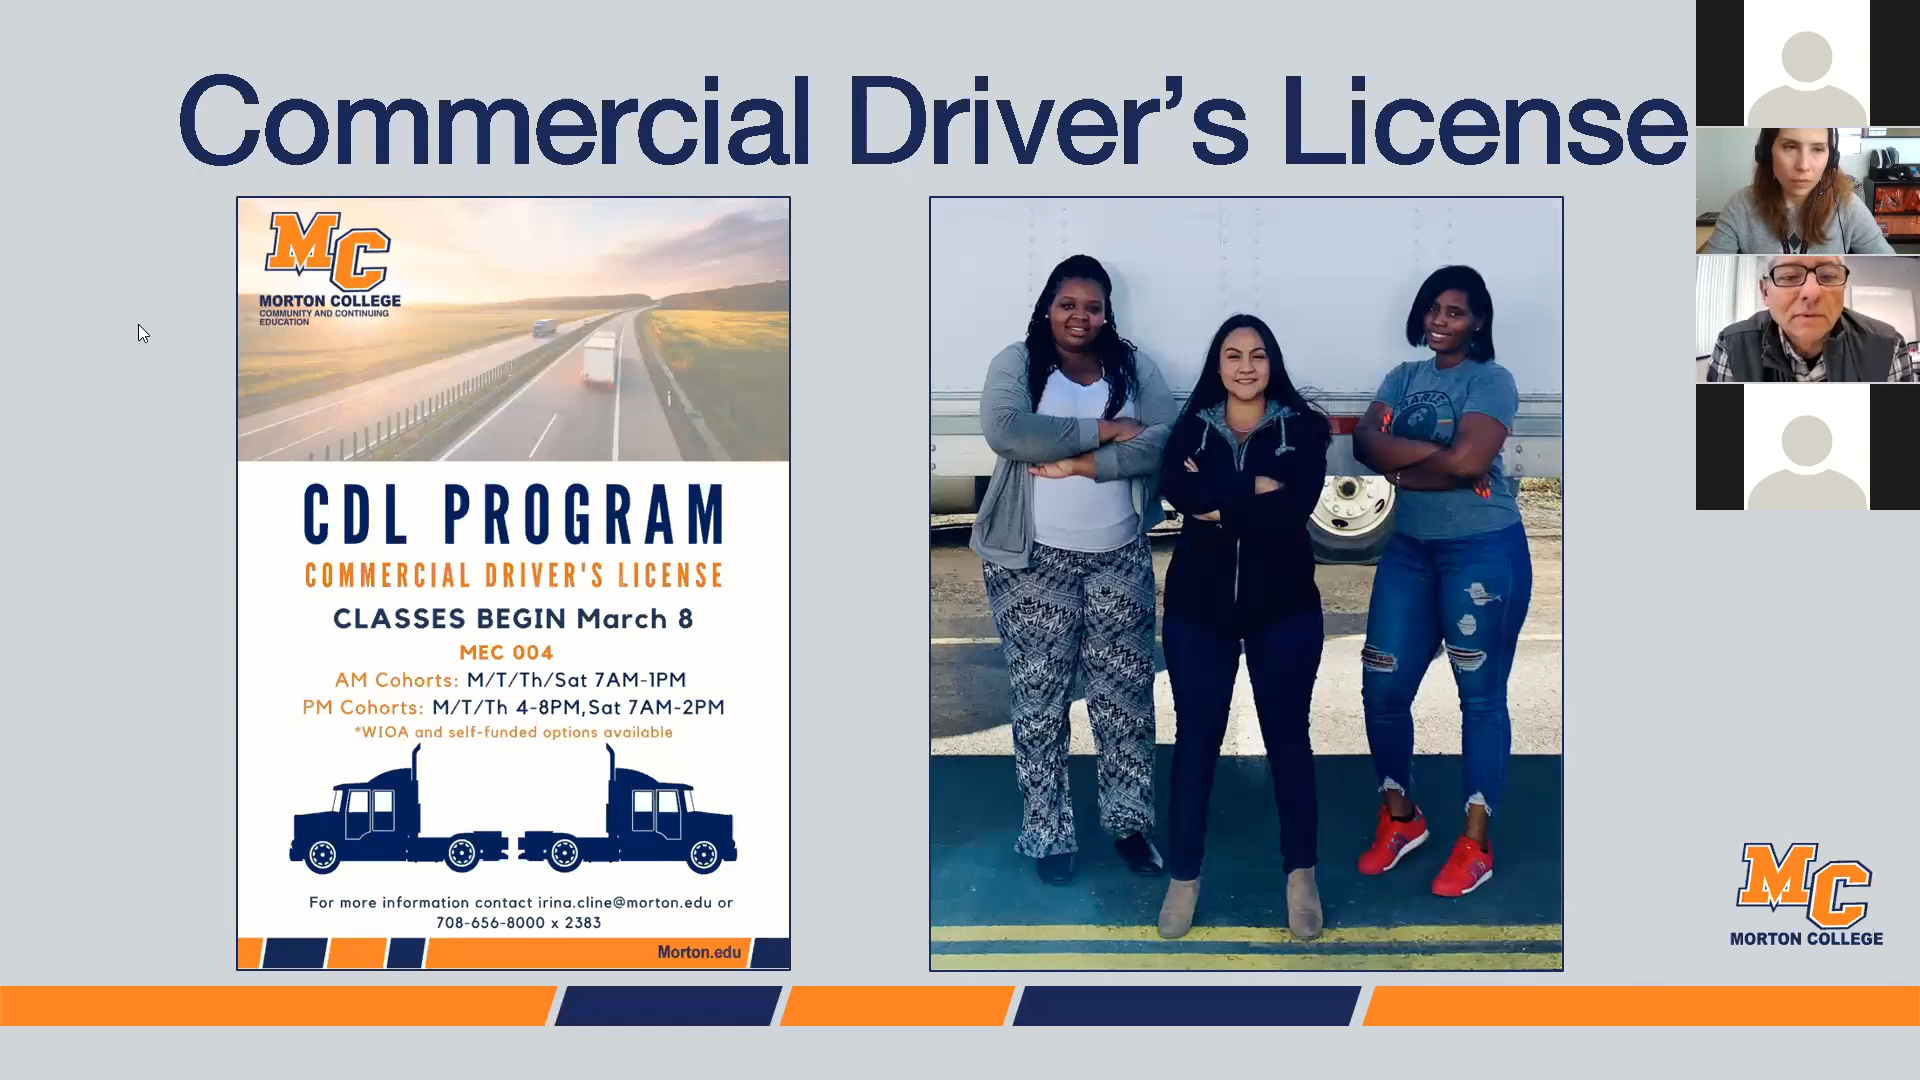 Commercial Driver's License
MC
MORTON COLLEGE
COMMUNITY AND CONTINUING
EDUCATION
CDL PROGRAM
COMMERCIAL DRIVER'S LICENSE
CLASSES BEGIN March 8
MEC 004
AM Cohorts: M/T/Th/Sat 7AM-1PM
PM Cohorts: M/T/Th 4-8PM,Sat 7AM-2PM
*WIOA and self-funded options available
For more information contact irina.cline@morton.edu or
708-656-8000 x 2383
Morton.edu
MC
MORTON COLLEGE